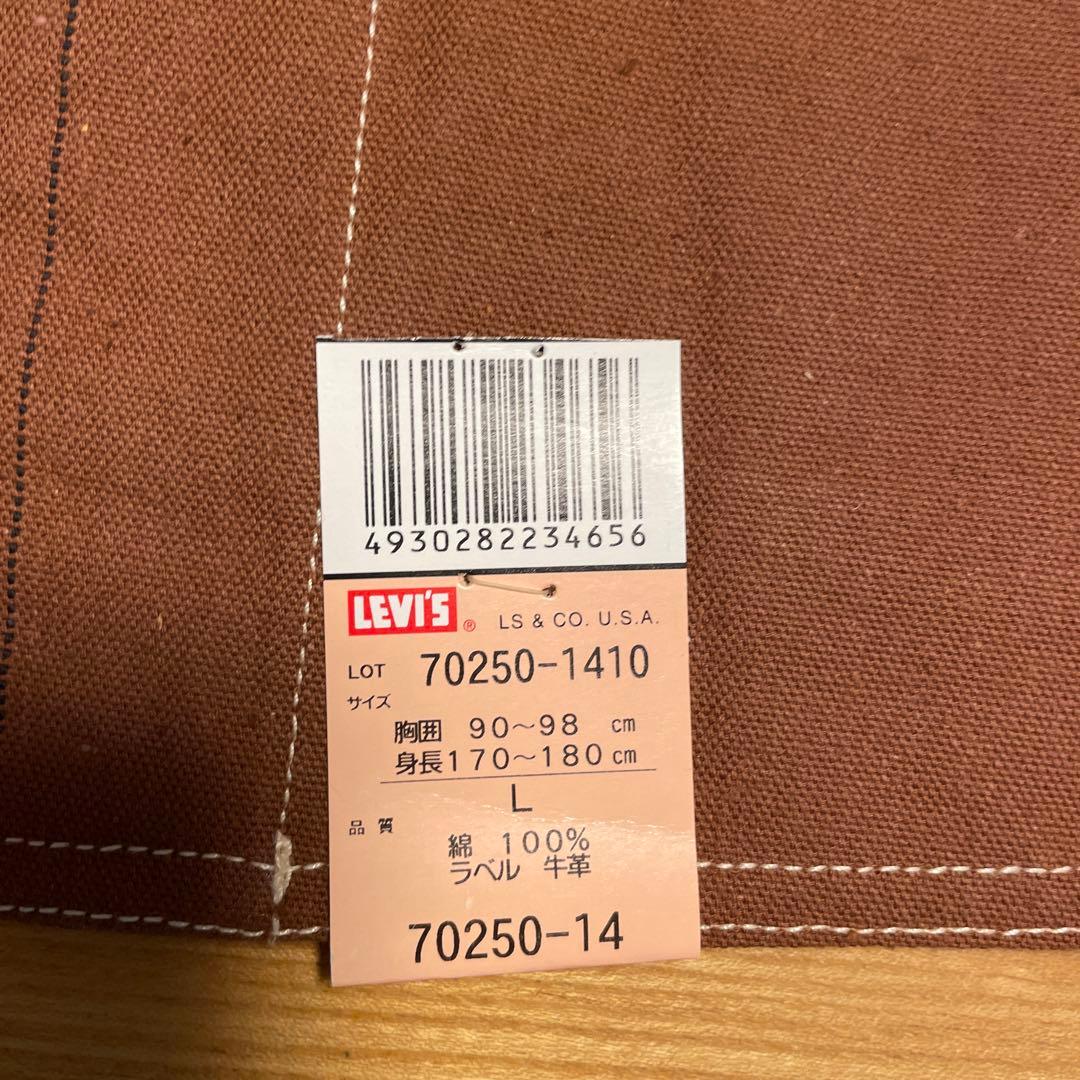 4930282234656
LEVI'S® LS & CO. U.S.A.
LOT 70250-1410
サイズ
胸囲 90～98 cm
身長170～180cm
L
品質
綿 100%
ラベル 牛革
70250-14